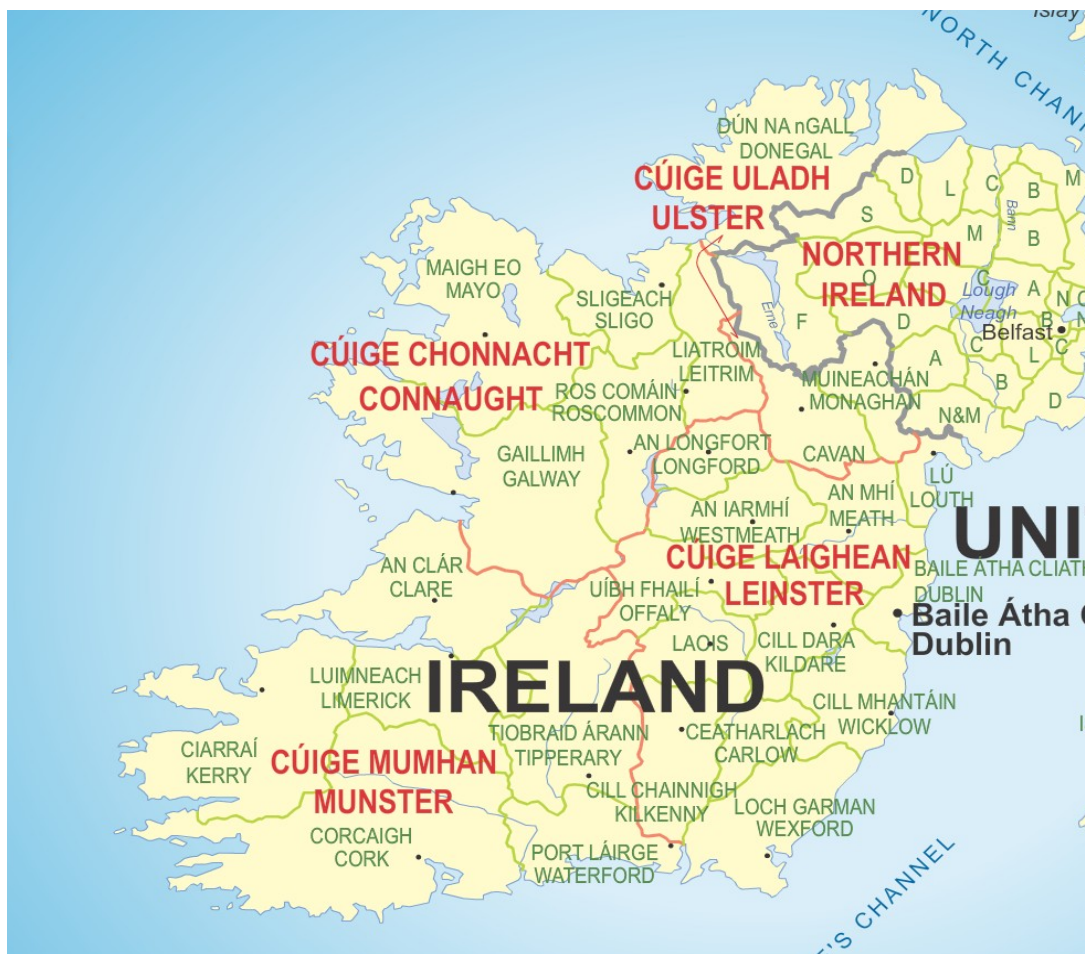 Islay
NORTH CHANNE
DÚN NA nGALL
DONEGAL
CÚIGE ULADH
ULSTER
D
L
C
B
M
S
Bann
M
B
NORTHERN
IRELAND
O
C
Lough
Neagh
A
N
C
B
N
Belfast
Erne
F
D
C
L
C
A
B
D
N&M
MAIGH EO
MAYO
SLIGEACH
SLIGO
LIATROIM
LEITRIM
MUINEACHÁN
MONAGHAN
CAVAN
CÚIGE CHONNACHT
CONNAUGHT
ROS COMÁIN
ROSCOMMON
GAILLIMH
GALWAY
AN LONGFORT
LONGFORD
LÚ
LOUTH
AN MHÍ
MEATH
AN IARMHÍ
WESTMEATH
UNI
CÚIGE LAIGHEAN
LEINSTER
BAILE ÁTHA CLIATH
DUBLIN
Baile Átha C
Dublin
AN CLÁR
CLARE
UÍBH FHAILÍ
OFFALY
LAOIS
CILL DARA
KILDARE
LUIMNEACH
LIMERICK
IRELAND
CILL MHANTÁIN
WICKLOW
TIOBRAID ÁRANN
TIPPERARY
CEATHARLACH
CARLOW
CIARRAÍ
KERRY
CÚIGE MUMHAN
MUNSTER
CILL CHAINNIGH
KILKENNY
LOCH GARMAN
WEXFORD
CORCAIGH
CORK
PORT LÁIRGE
WATERFORD
E'S CHANNEL